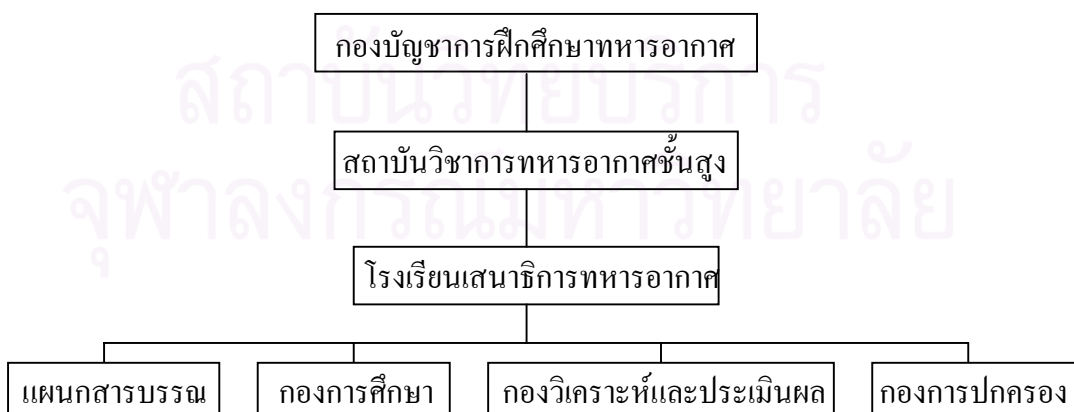 กองบัญชาการฝึกศึกษาทหารอากาศ
สถาบันวิทยบริการ
สถาบันวิชาการทหารอากาศชั้นสูง
จุฬาลงกรณ์มหาวิทยาลัย
โรงเรียนเสนาธิการทหารอากาศ
แผนกสารบรรณ กองการศึกษา กองวิเคราะห์และประเมินผล กองการปกครอง